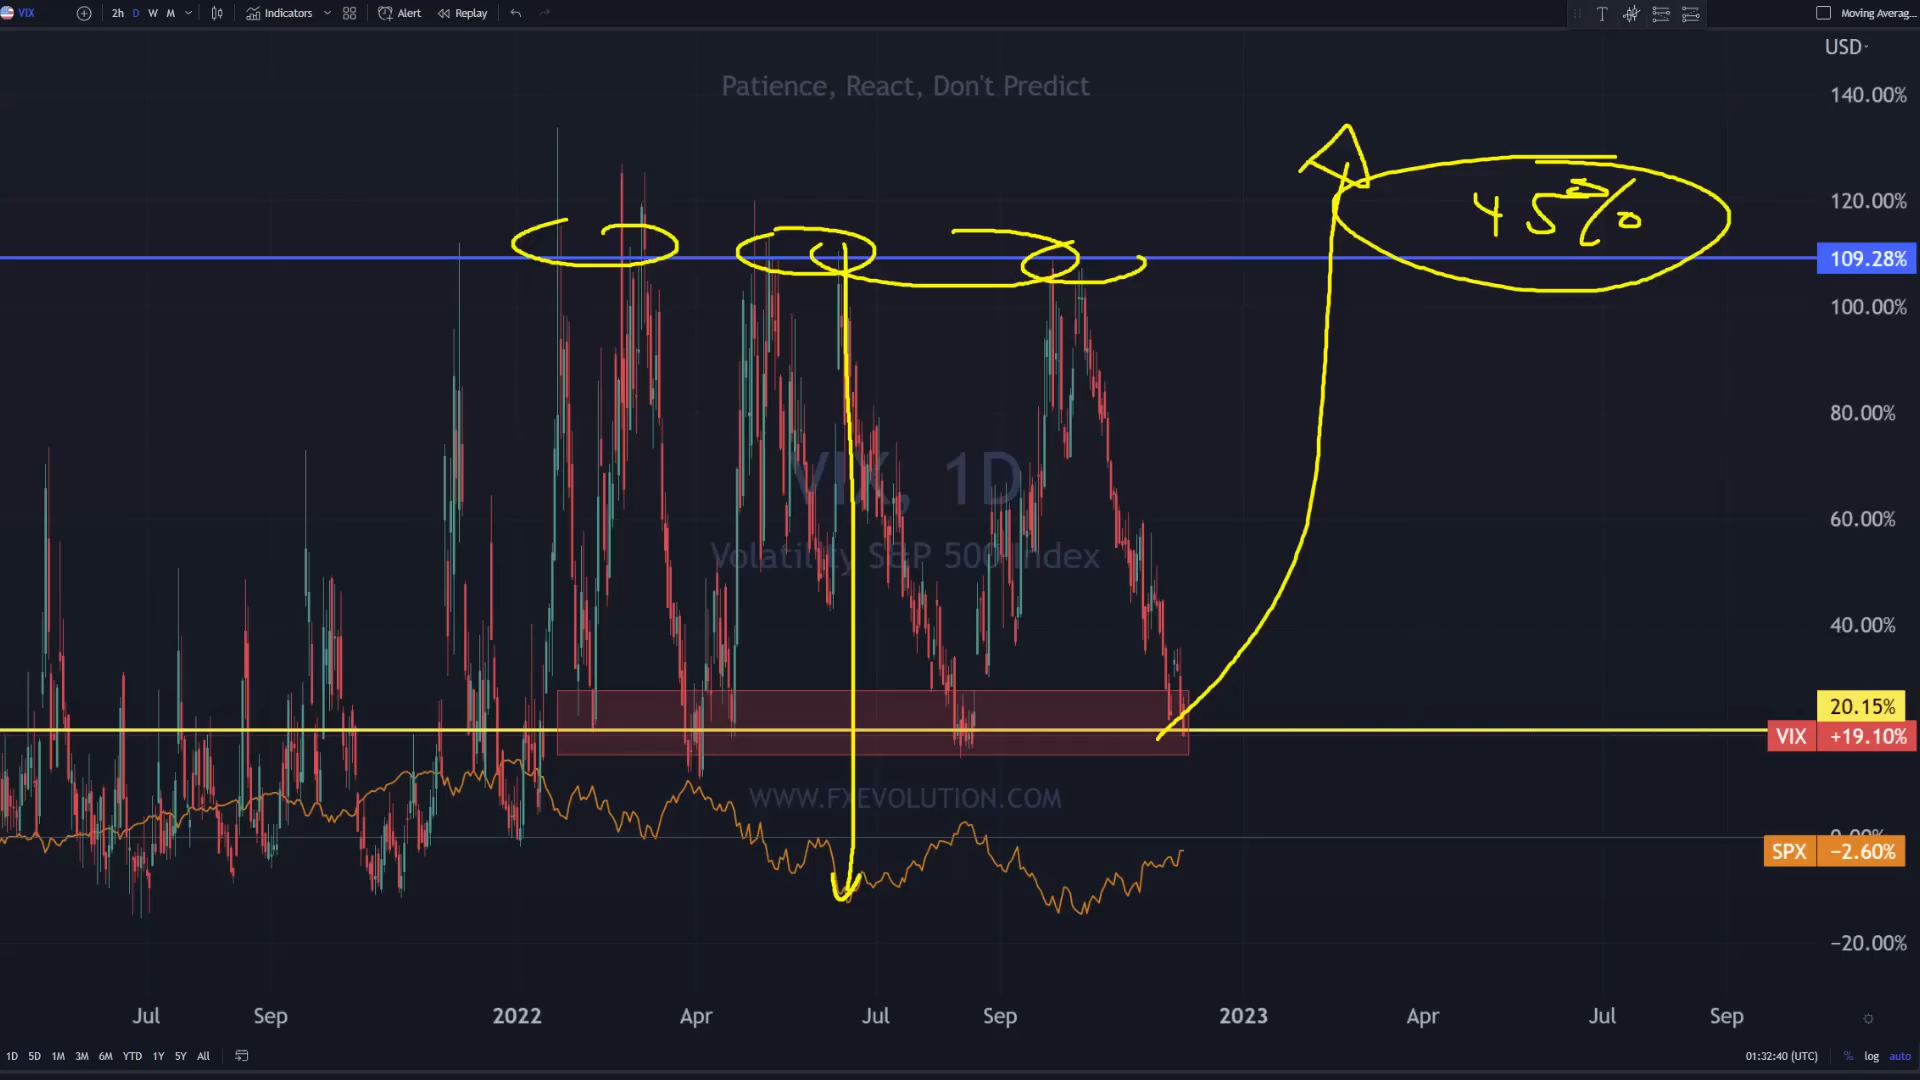 VIX 2h D W M Indicators Alert Replay Moving Averag...
USD
Patience, React, Don't Predict
140.00%
120.00%
45%
109.28%
100.00%
80.00%
VIX, 1D
60.00%
Volatility S&P 500 Index
40.00%
20.15%
VIX +19.10%
WWW.FXEVOLUTION.COM
0.00%
SPX −2.60%
−20.00%
Jul Sep 2022 Apr Jul Sep 2023 Apr Jul Sep
1D 5D 1M 3M 6M YTD 1Y 5Y All 01:32:40 (UTC) % log auto